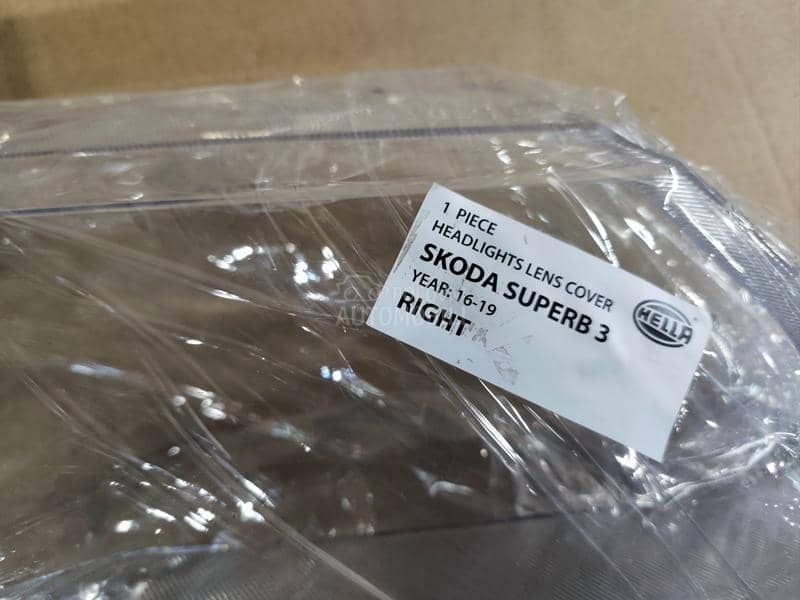 1 PIECE
HEADLIGHTS LENS COVER
SKODA SUPERB 3
YEAR: 16-19
RIGHT
HELLA